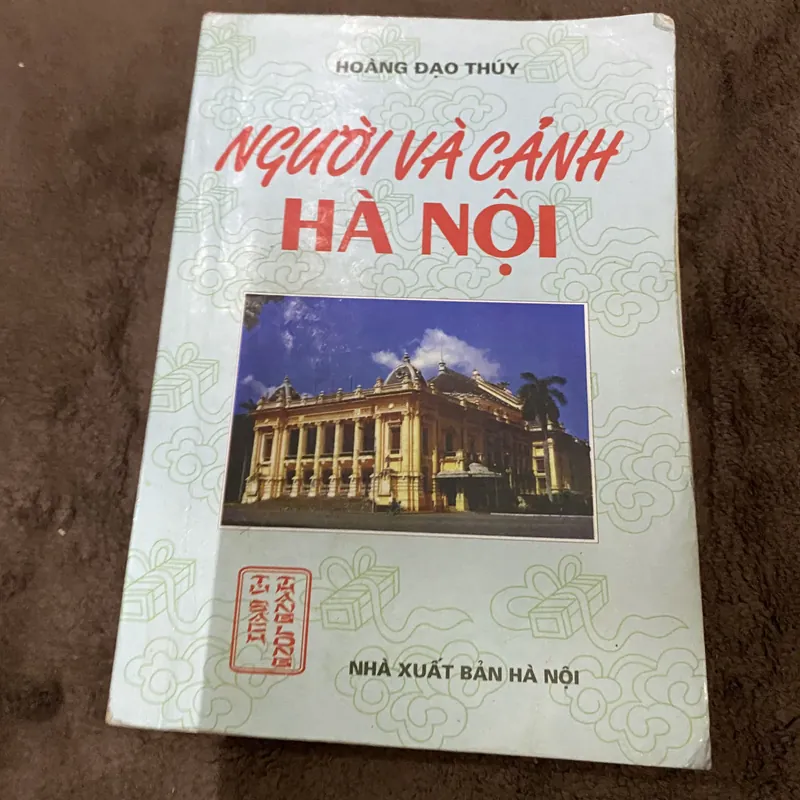 HOÀNG ĐẠO THÚY
NGƯỜI VÀ CẢNH
HÀ NỘI
TỦ SÁCH
THĂNG LONG
NHÀ XUẤT BẢN HÀ NỘI